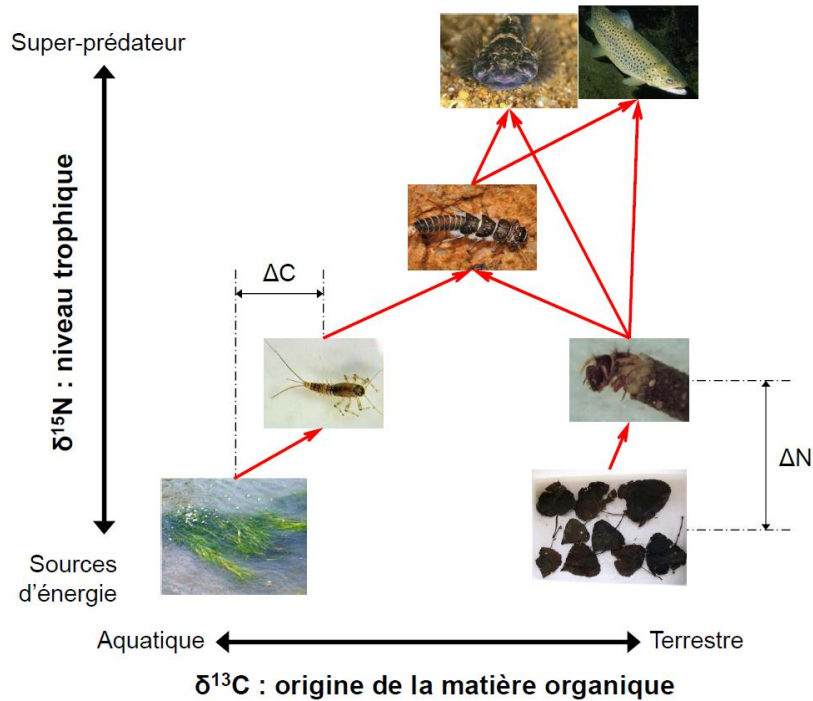 Super-prédateur
δ¹⁵N : niveau trophique
ΔC
ΔN
Sources
d'énergie
Aquatique
Terrestre
δ¹³C : origine de la matière organique